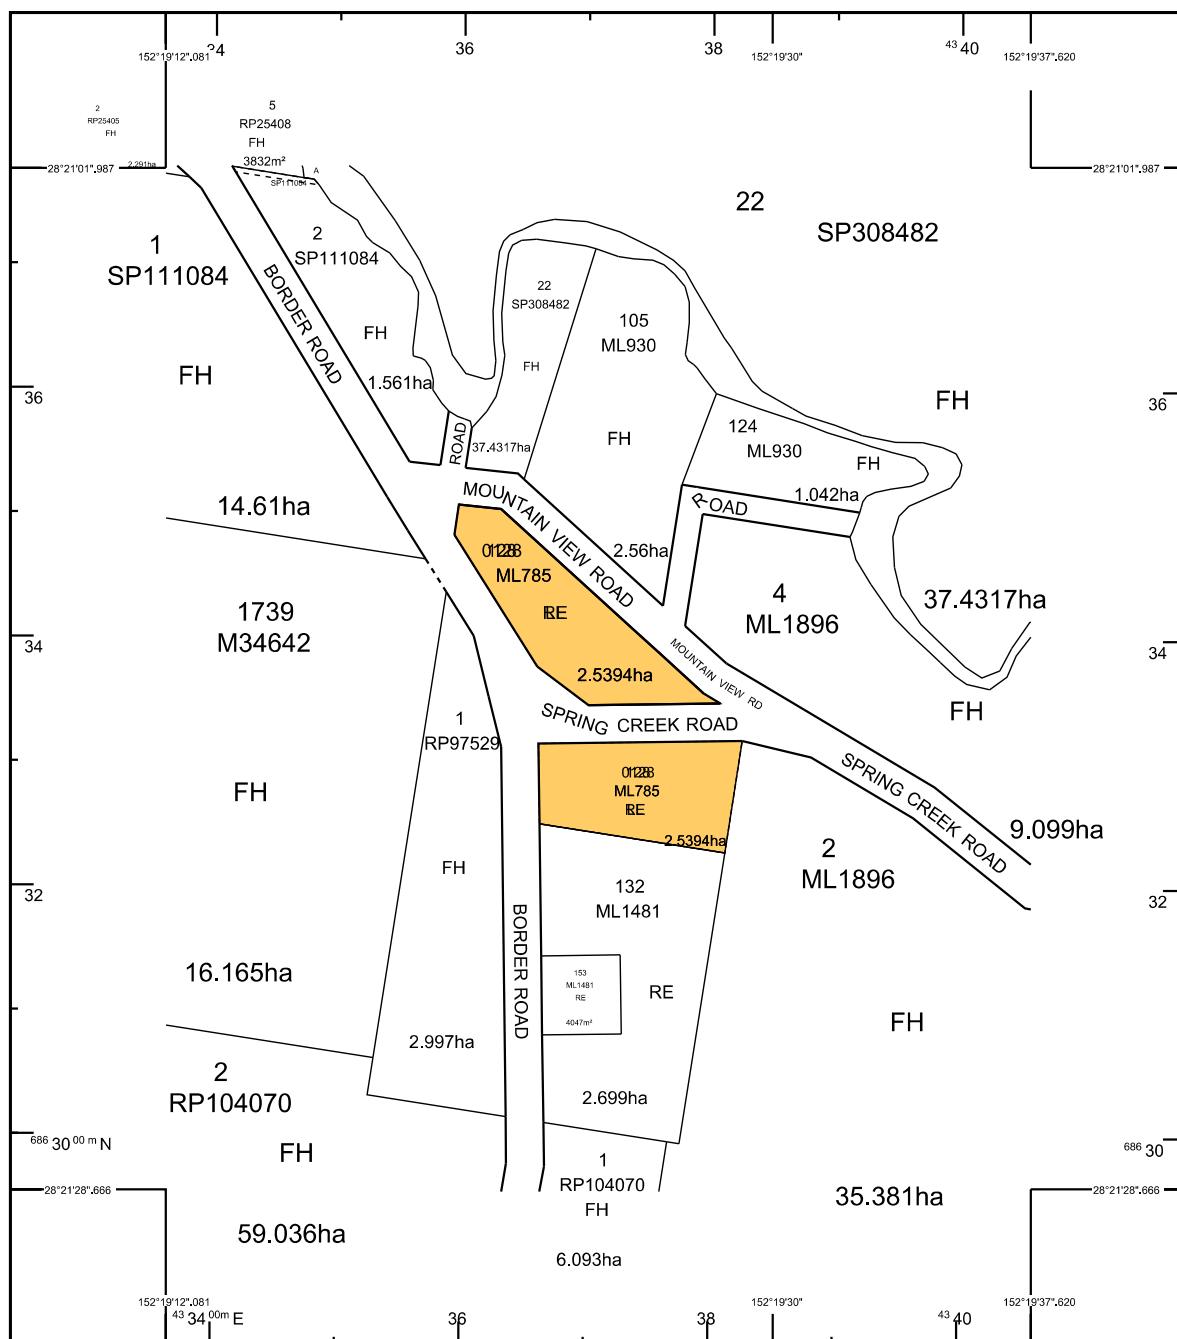 36
38
43 40
152°19'12".081
152°19'30"
152°19'37".620
2
RP25405
FH
2.291ha
5
RP25408
FH
3832m²
A
SP111084
28°21'01".987
28°21'01".987
22
SP308482
1
SP111084
2
SP111084
BORDER ROAD
22
SP308482
105
ML930
FH
FH
FH
1.561ha
FH
36
36
124
ML930
FH
FH
ROAD
37.4317ha
1.042ha
14.61ha
MOUNTAIN VIEW ROAD
ROAD
2.56ha
ML785
4
ML1896
37.4317ha
1739
M34642
34
34
2.5394ha
MOUNTAIN VIEW RD
FH
1
RP97529
SPRING CREEK ROAD
FH
ML785
2.5394ha
SPRING CREEK ROAD
9.099ha
FH
2
ML1896
32
32
132
ML1481
BORDER ROAD
153
ML1481
RE
4047m²
RE
16.165ha
FH
2.997ha
2
RP104070
2.699ha
686 30 00 m N
686 30
FH
1
RP104070
FH
28°21'28".666
28°21'28".666
35.381ha
59.036ha
6.093ha
152°19'12".081
152°19'30"
152°19'37".620
43 34 00m E
36
38
43 40